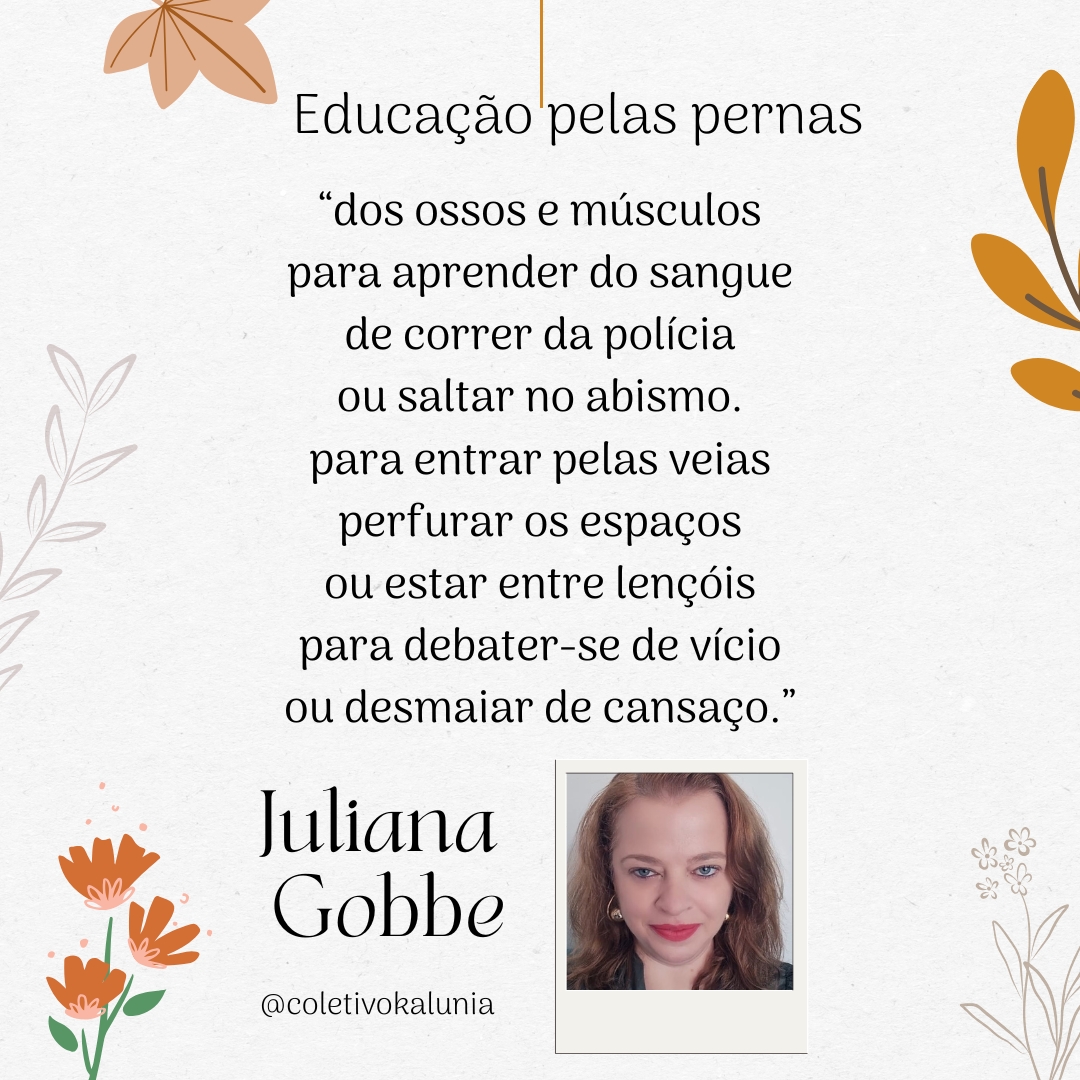 Educação pelas pernas
“dos ossos e músculos
para aprender do sangue
de correr da polícia
ou saltar no abismo.
para entrar pelas veias
perfurar os espaços
ou estar entre lençóis
para debater-se de vício
ou desmaiar de cansaço.”
Juliana
Gobbe
@coletivokalunia